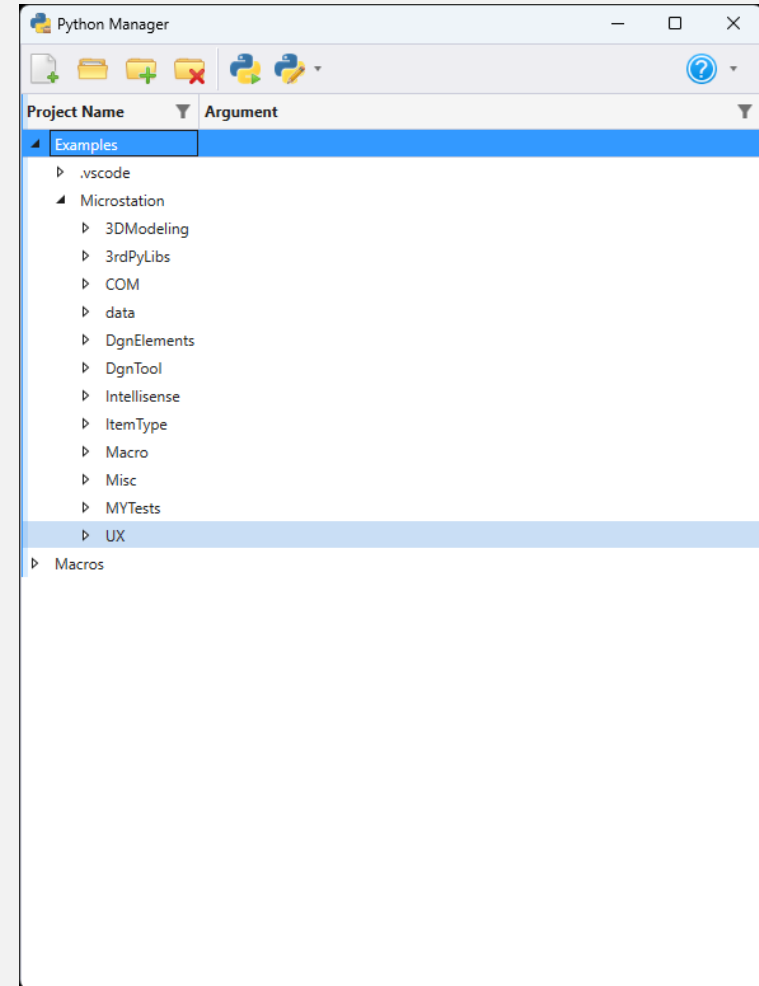 Python Manager
Project Name Argument
Examples
.vscode
Microstation
3DModeling
3rdPyLibs
COM
data
DgnElements
DgnTool
Intellisense
ItemType
Macro
Misc
MYTests
UX
Macros